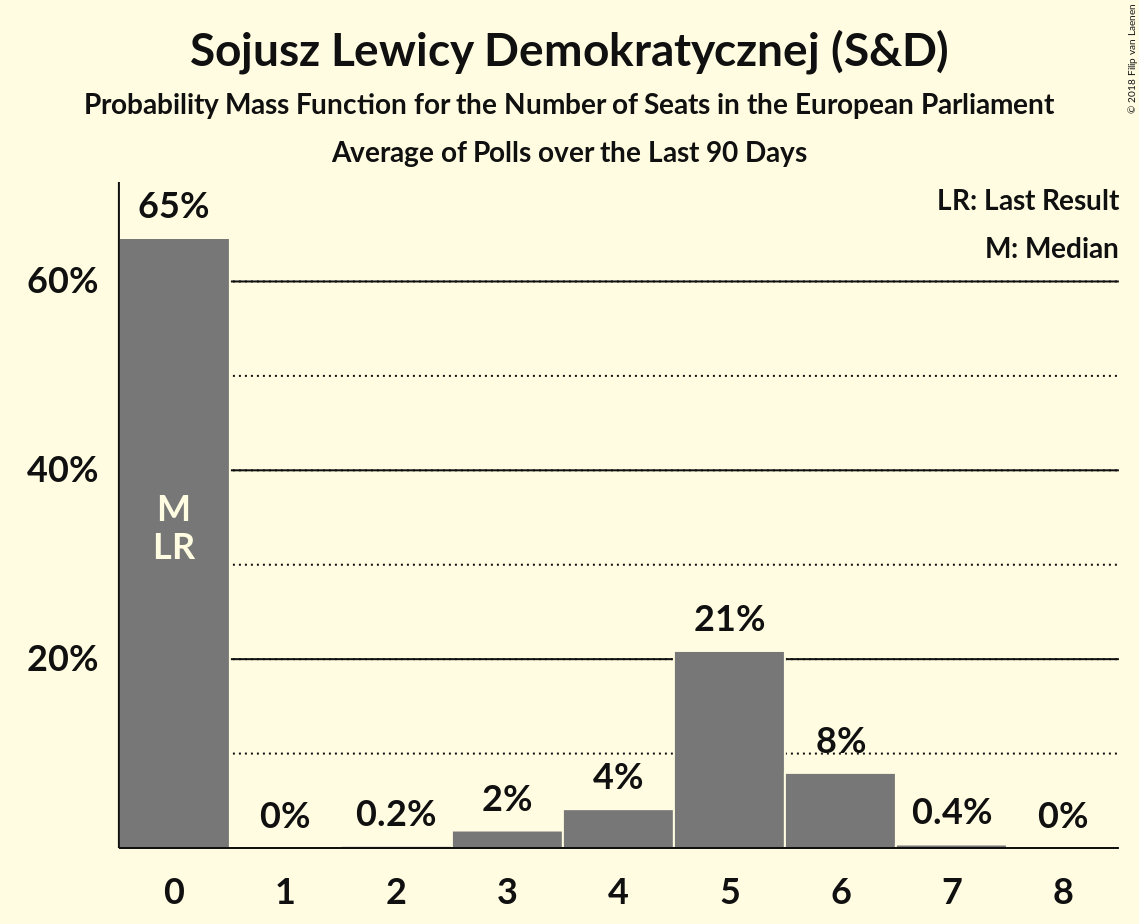 Sojusz Lewicy Demokratycznej (S&D)
Probability Mass Function for the Number of Seats in the European Parliament
Average of Polls over the Last 90 Days
© 2018 Filip van Laenen
LR: Last Result
M: Median
60%
40%
20%
65%
0%
0.2%
2%
4%
21%
8%
0.4%
0%
M
LR
0 1 2 3 4 5 6 7 8